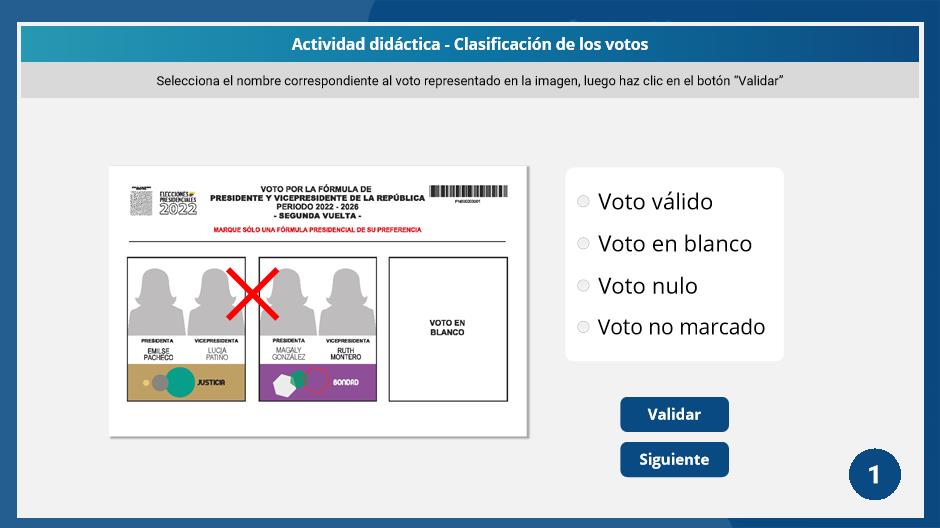 Actividad didáctica - Clasificación de los votos
Selecciona el nombre correspondiente al voto representado en la imagen, luego haz clic en el botón “Validar”
ELECCIONES
PRESIDENCIALES
2022
VOTO POR LA FÓRMULA DE
PRESIDENTE Y VICEPRESIDENTE DE LA REPÚBLICA
PERIODO 2022 - 2026
- SEGUNDA VUELTA -
MARQUE SÓLO UNA FÓRMULA PRESIDENCIAL DE SU PREFERENCIA
PRESIDENTA VICEPRESIDENTA
EMILSE PACHECO
LUCÍA PATIÑO
JUSTICIA
PRESIDENTA VICEPRESIDENTA
MAGALY GONZÁLEZ
RUTH MONTERO
BONDAD
VOTO EN
BLANCO
Voto válido
Voto en blanco
Voto nulo
Voto no marcado
Validar
Siguiente
1